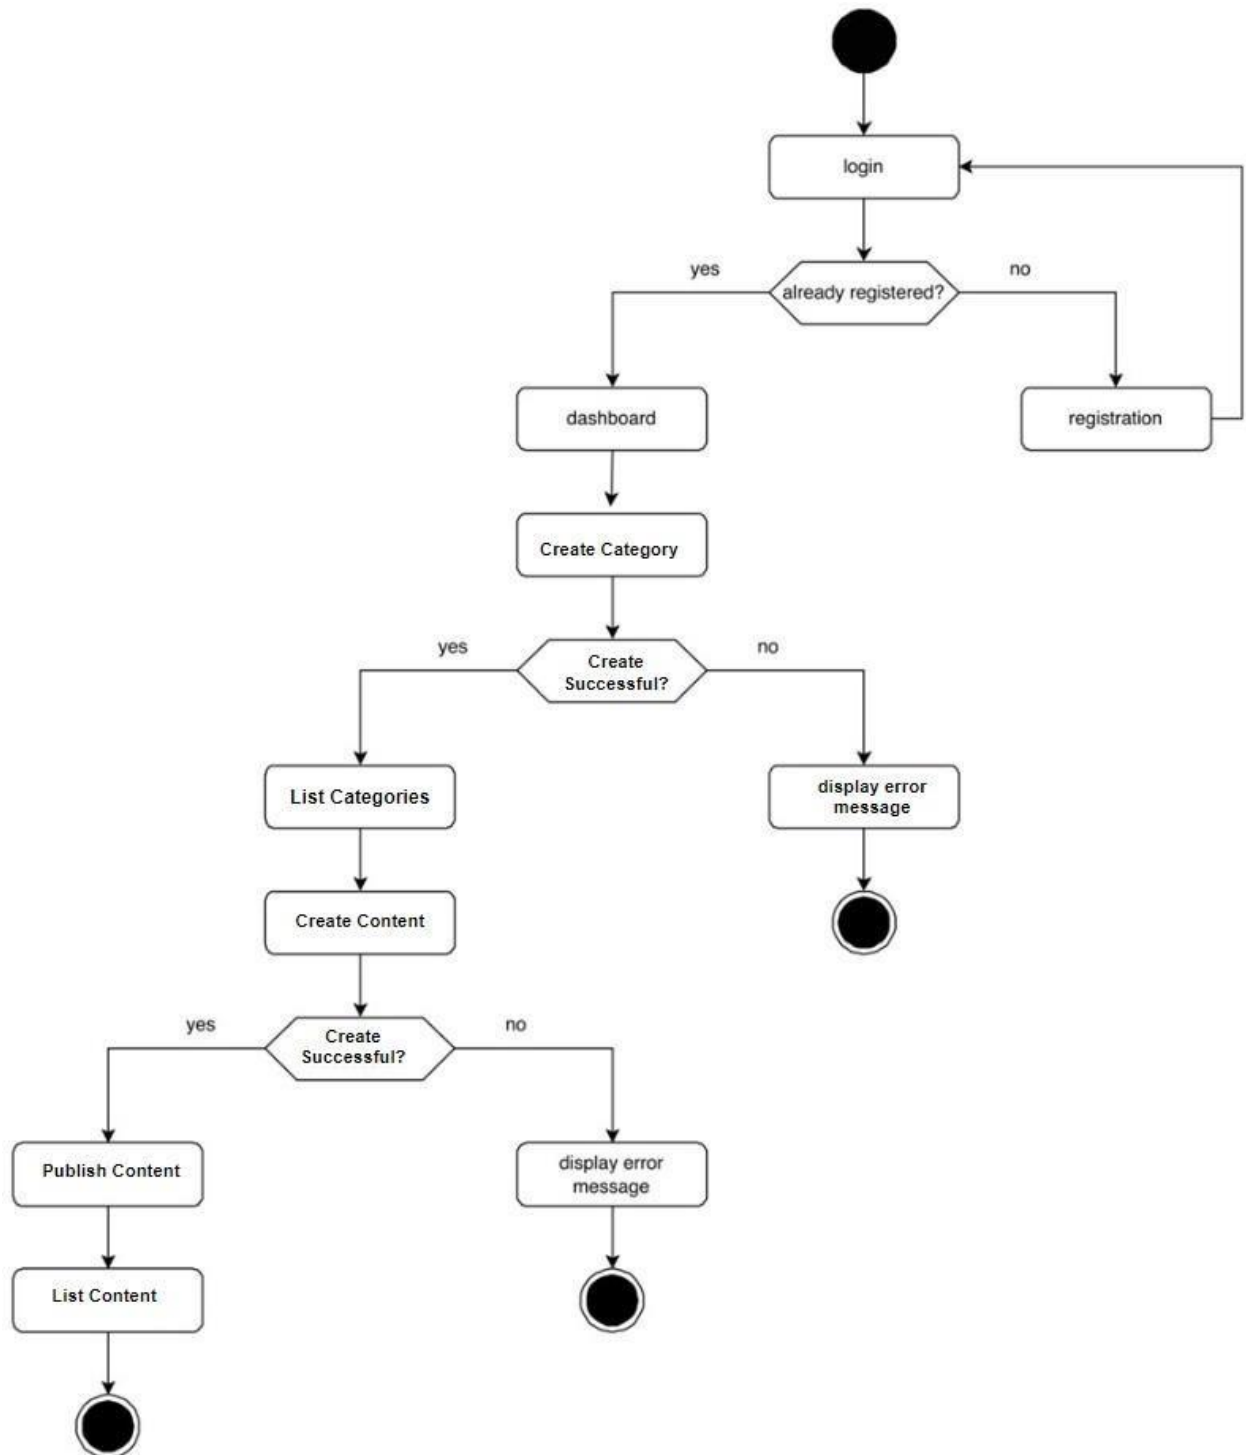 login
yes
no
already registered?
dashboard
registration
Create Category
yes
no
Create
Successful?
List Categories
display error
message
Create Content
yes
no
Create
Successful?
Publish Content
display error
message
List Content